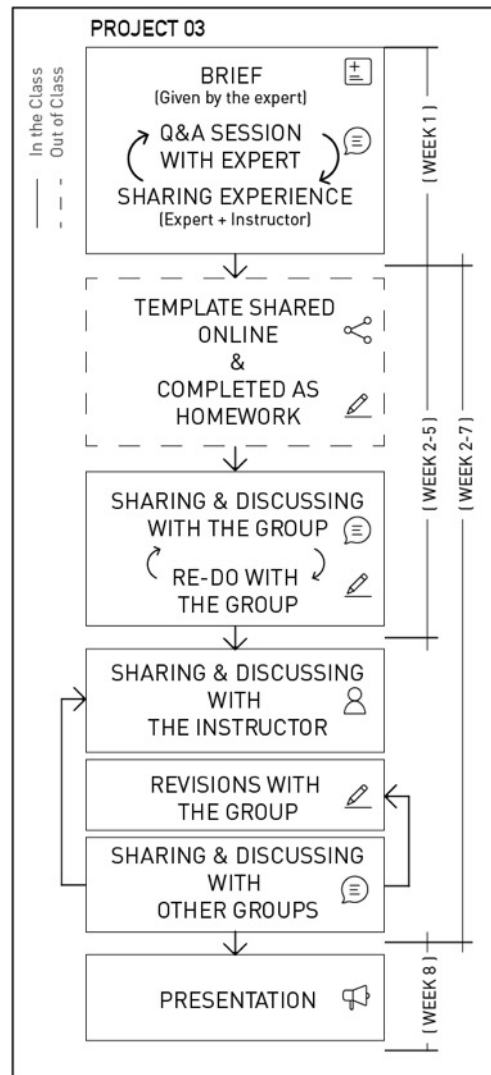 PROJECT 03
In the Class
Out of Class
BRIEF
(Given by the expert)
Q&A SESSION
WITH EXPERT
SHARING EXPERIENCE
(Expert + Instructor)
( WEEK 1 )
TEMPLATE SHARED
ONLINE
&
COMPLETED AS
HOMEWORK
SHARING & DISCUSSING
WITH THE GROUP
RE-DO WITH
THE GROUP
( WEEK 2-5 )
( WEEK 2-7 )
SHARING & DISCUSSING
WITH
THE INSTRUCTOR
REVISIONS WITH
THE GROUP
SHARING & DISCUSSING
WITH
OTHER GROUPS
PRESENTATION
( WEEK 8 )